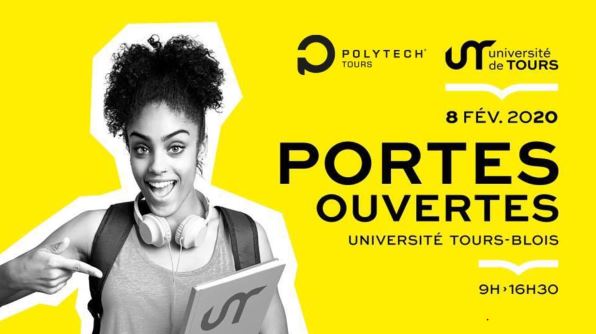 POLYTECH®
TOURS
université
de TOURS
8 FÉV. 2020
PORTES
OUVERTES
UNIVERSITÉ TOURS-BLOIS
9H › 16H30